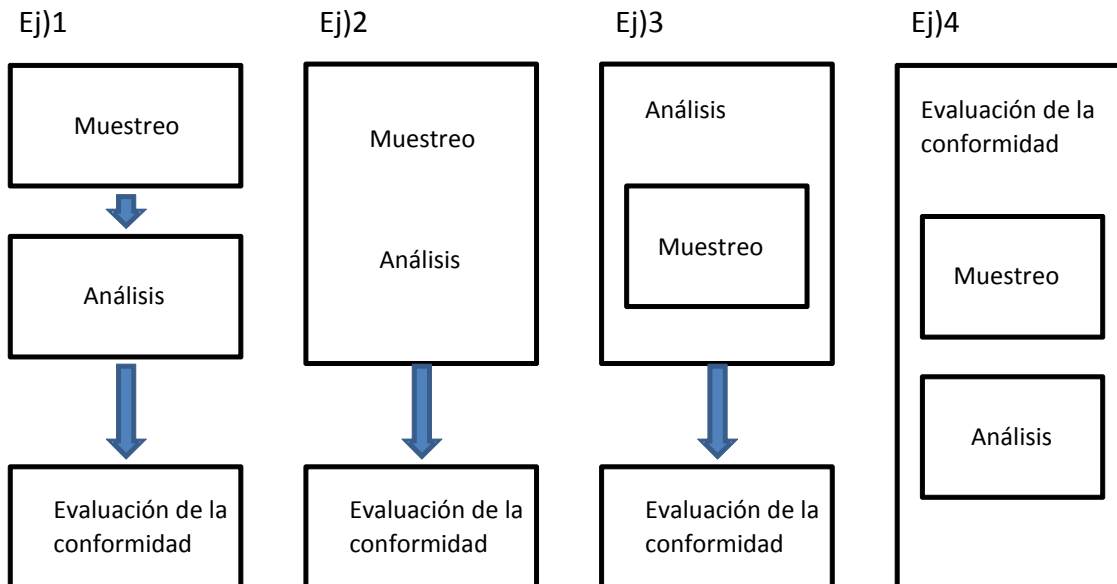 Ej)1
Muestreo
Análisis
Evaluación de la
conformidad
Ej)2
Muestreo
Análisis
Evaluación de la
conformidad
Ej)3
Análisis
Muestreo
Evaluación de la
conformidad
Ej)4
Evaluación de la
conformidad
Muestreo
Análisis